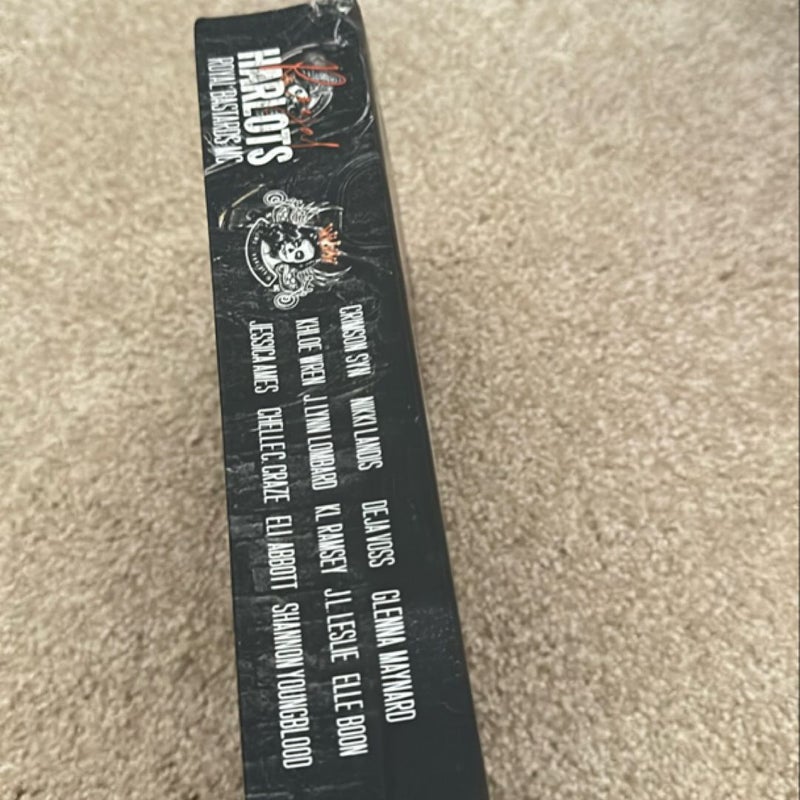 HARLOTS
ROYAL BASTARDS MC
CRIMSON SYN NIKKI LANDIS DEJA VOSS GLENNA MAYNARD
KHLOE WREN J. LYNN LOMBARD KL RAMSEY J.L. LESLIE ELLE BOON
JESSICA AMES CHELLE C. CRAZE ELI ABBOTT SHANNON YOUNGBLOOD